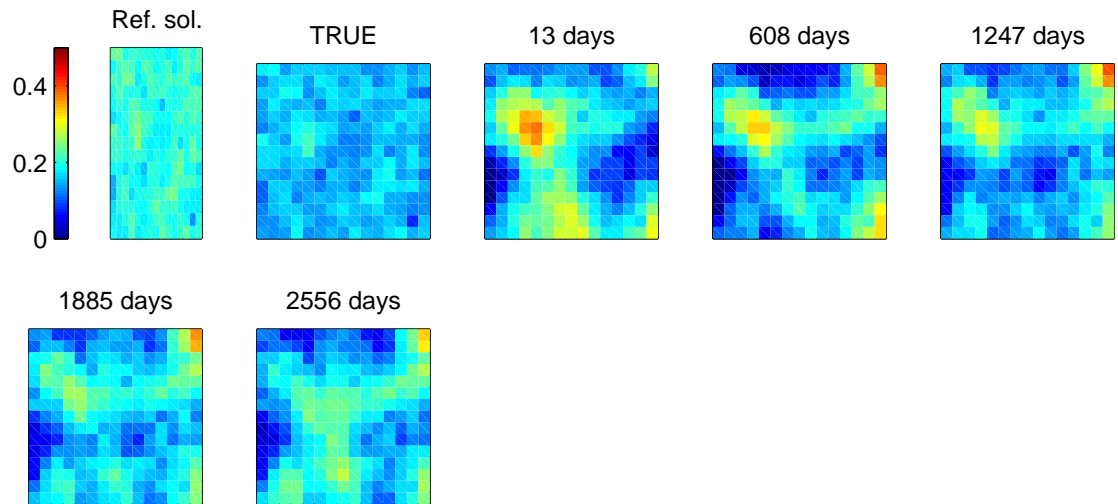 Ref. sol.
TRUE
13 days
608 days
1247 days
0.4
0.2
0
1885 days
2556 days